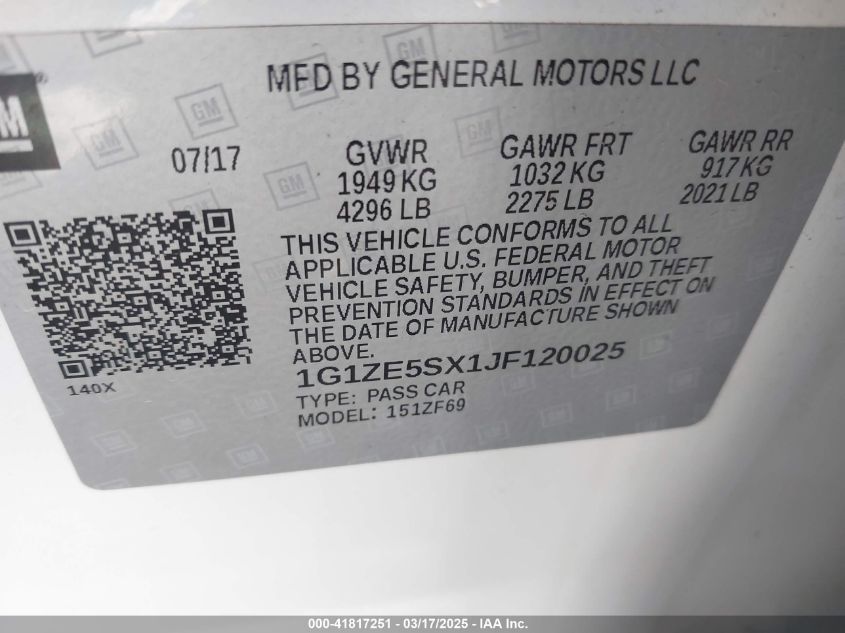 MFD BY GENERAL MOTORS LLC
GM
07/17
GVWR
1949 KG
4296 LB
GAWR FRT
1032 KG
2275 LB
GAWR RR
917 KG
2021 LB
THIS VEHICLE CONFORMS TO ALL
APPLICABLE U.S. FEDERAL MOTOR
VEHICLE SAFETY, BUMPER, AND THEFT
PREVENTION STANDARDS IN EFFECT ON
THE DATE OF MANUFACTURE SHOWN
ABOVE.
1G1ZE5SX1JF120025
TYPE: PASS CAR
MODEL: 151ZF69
140X
000-41817251 - 03/17/2025 - IAA Inc.